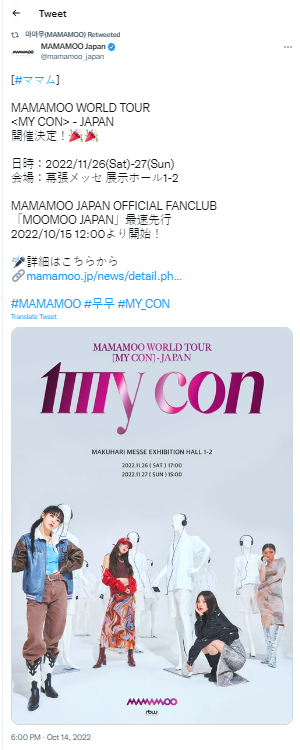 Tweet
마마무(MAMAMOO) Retweeted
MAMAMOO Japan
@mamamoo_japan
[#ママム]
MAMAMOO WORLD TOUR
<MY CON> - JAPAN
開催決定！🎉🎉
日時：2022/11/26(Sat)-27(Sun)
会場：幕張メッセ 展示ホール1-2
MAMAMOO JAPAN OFFICIAL FANCLUB
「MOOMOO JAPAN」最速先行
2022/10/15 12:00より開始！
🎤詳細はこちらから
🔗mamamoo.jp/news/detail.ph...
#MAMAMOO #무무 #MY_CON
Translate Tweet
MAMAMOO WORLD TOUR
[MY CON] - JAPAN
my con
MAKUHARI MESSE EXHIBITION HALL 1-2
2022.11.26 ( SAT ) 17:00
2022.11.27 ( SUN ) 15:00
MAMAMOO
rbw
6:00 PM · Oct 14, 2022